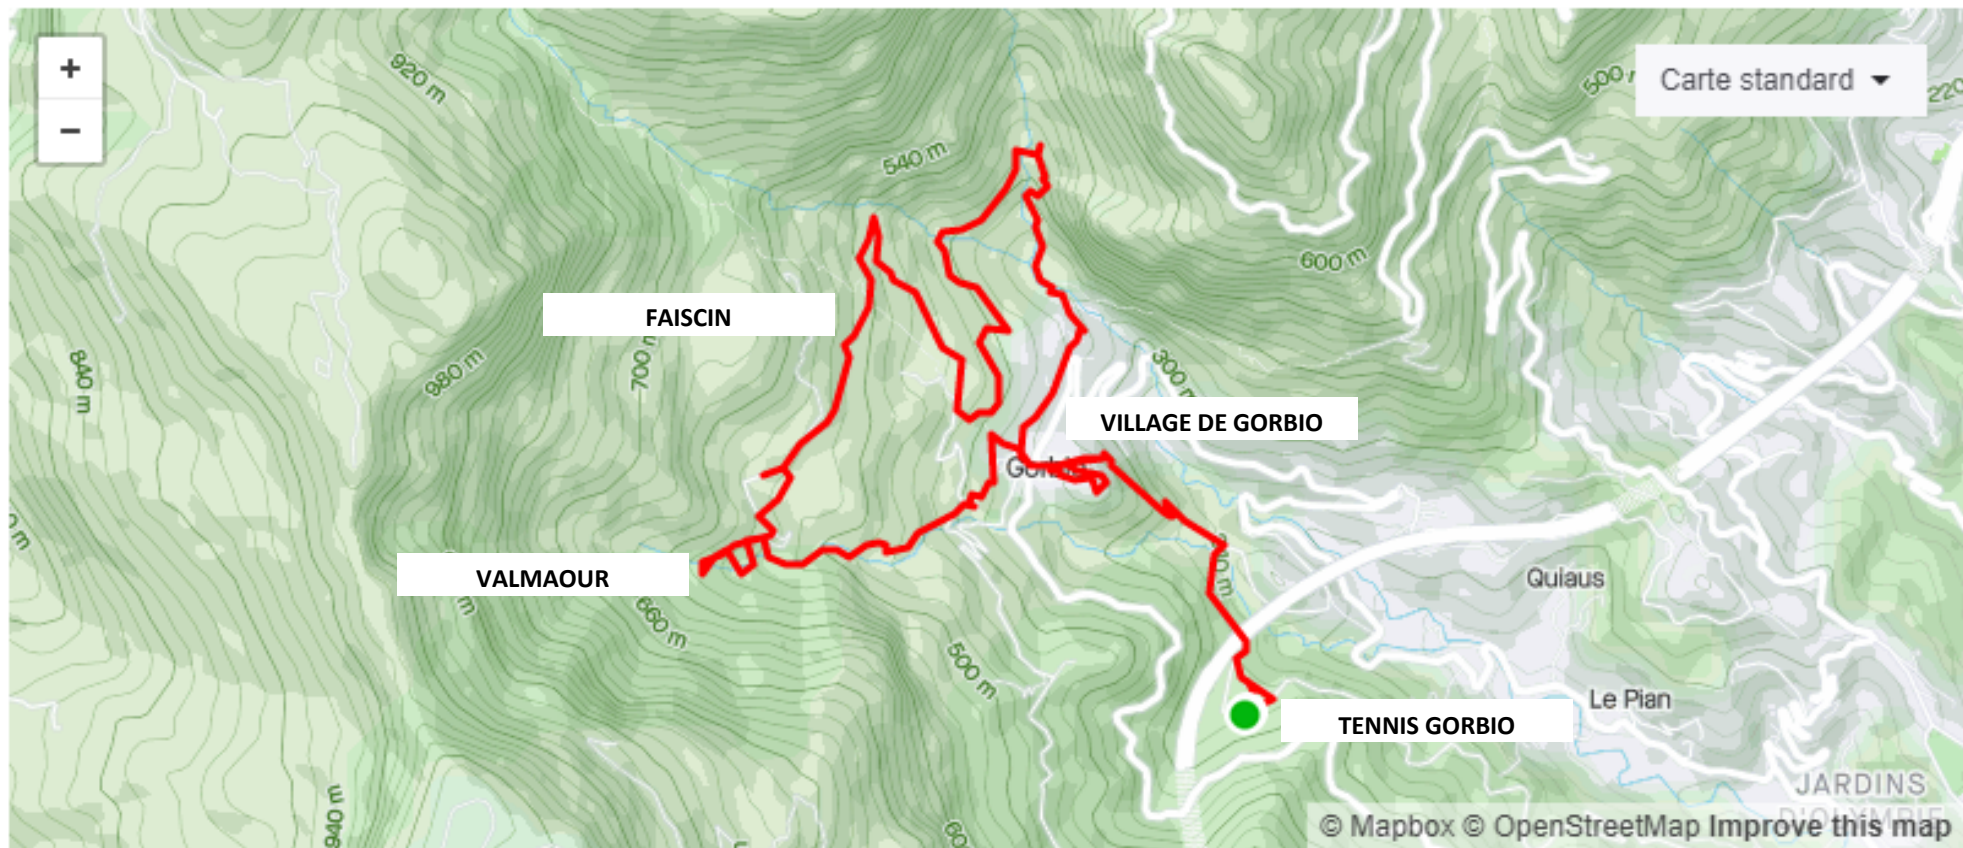 +
−
Carte standard
920 m
500 m
220
540 m
600 m
FAISCIN
840 m
980 m
700 m
300 m
VILLAGE DE GORBIO
Gorbio
VALMAOUR
Quiaus
660 m
500 m
Le Pian
TENNIS GORBIO
940 m
JARDINS
D'OLYMPIE
© Mapbox © OpenStreetMap Improve this map